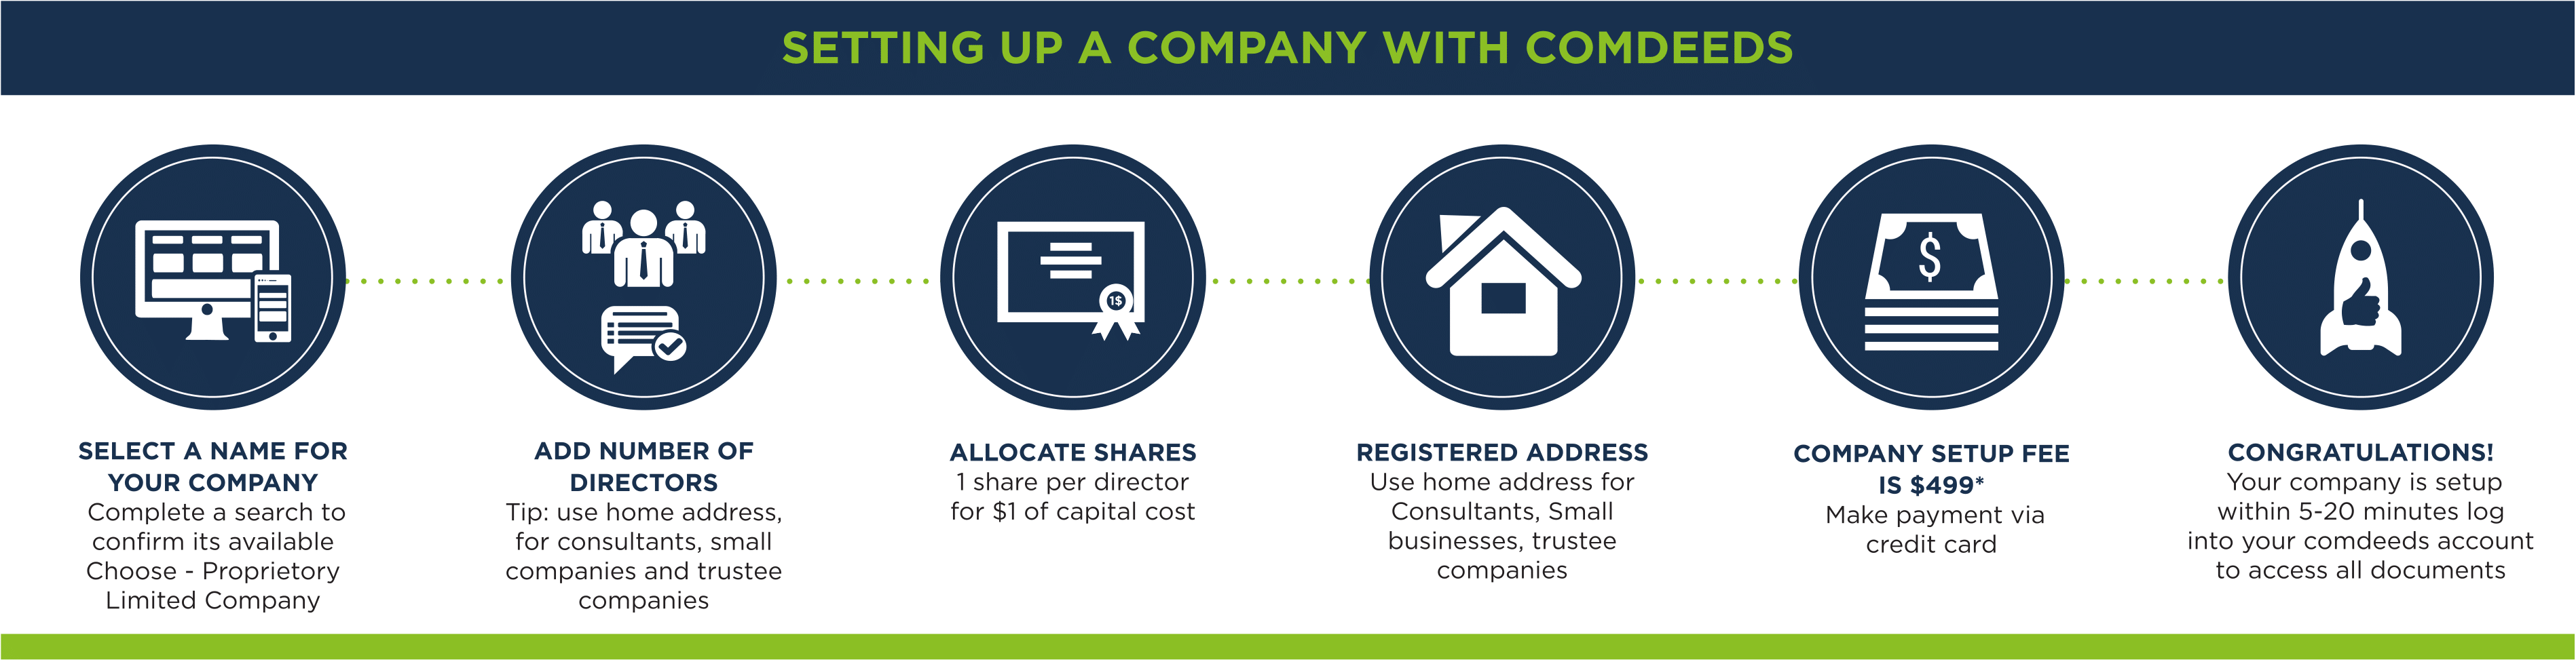 SETTING UP A COMPANY WITH COMDEEDS
SELECT A NAME FOR
YOUR COMPANY
Complete a search to
confirm its available
Choose - Proprietory
Limited Company
ADD NUMBER OF
DIRECTORS
Tip: use home address,
for consultants, small
companies and trustee
companies
1$
ALLOCATE SHARES
1 share per director
for $1 of capital cost
REGISTERED ADDRESS
Use home address for
Consultants, Small
businesses, trustee
companies
$
COMPANY SETUP FEE
IS $499*
Make payment via
credit card
CONGRATULATIONS!
Your company is setup
within 5-20 minutes log
into your comdeeds account
to access all documents